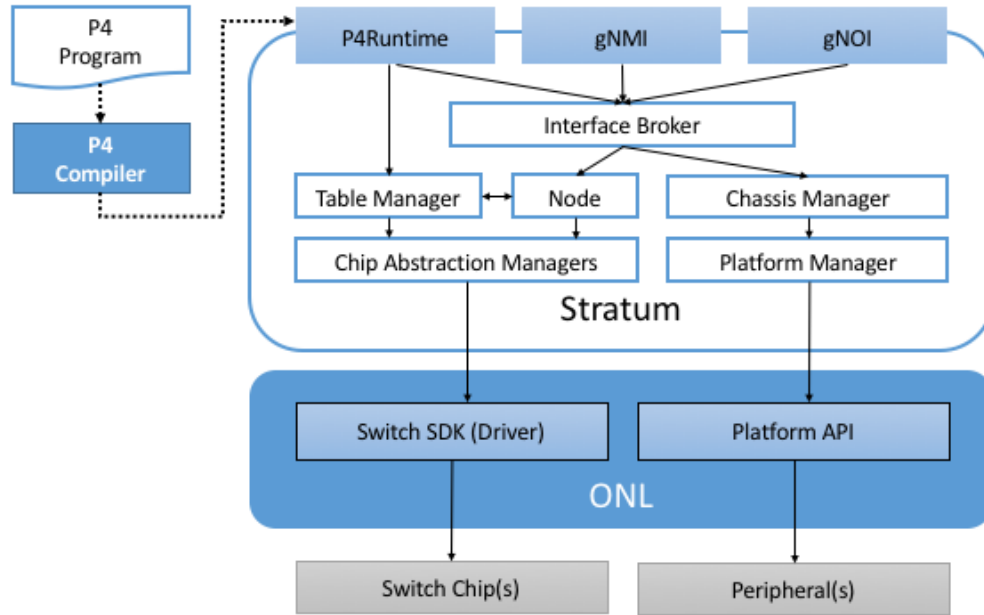 P4
Program
P4
Compiler
P4Runtime
gNMI
gNOI
Interface Broker
Table Manager
Node
Chassis Manager
Chip Abstraction Managers
Platform Manager
Stratum
Switch SDK (Driver)
Platform API
ONL
Switch Chip(s)
Peripheral(s)